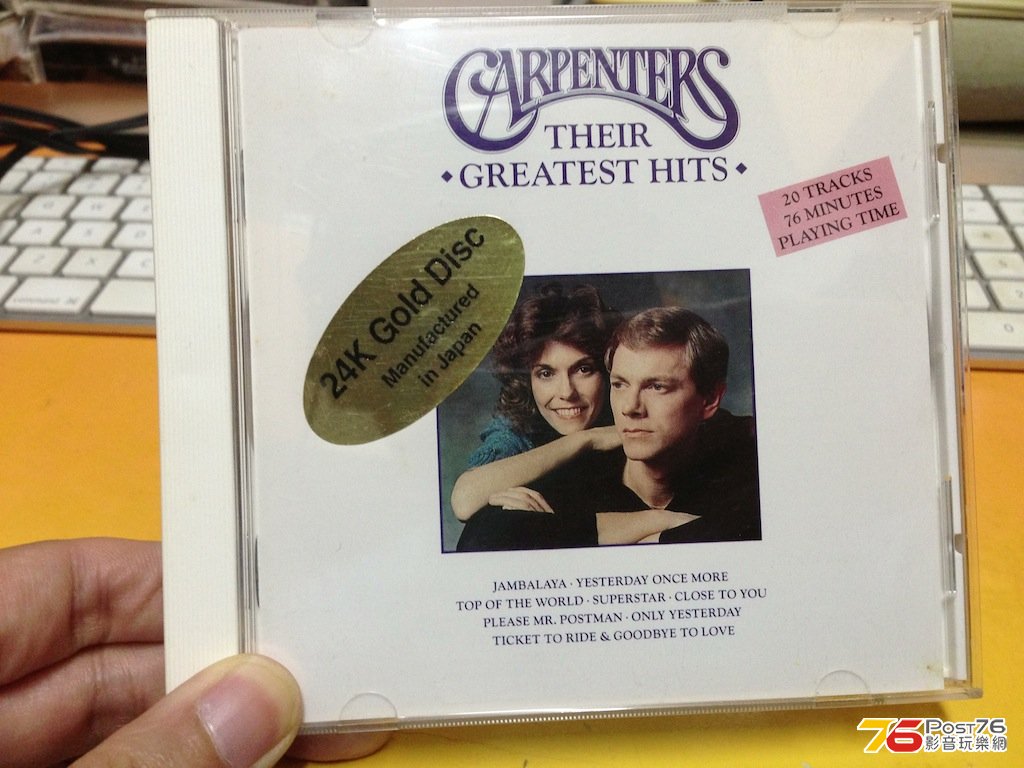 CARPENTERS
THEIR
• GREATEST HITS •
20 TRACKS
76 MINUTES
PLAYING TIME
24K Gold Disc
Manufactured
in Japan
JAMBALAYA · YESTERDAY ONCE MORE
TOP OF THE WORLD · SUPERSTAR · CLOSE TO YOU
PLEASE MR. POSTMAN · ONLY YESTERDAY
TICKET TO RIDE & GOODBYE TO LOVE
A
S
Z
X
C
command ⌘
0
76 POST76
影音玩樂網